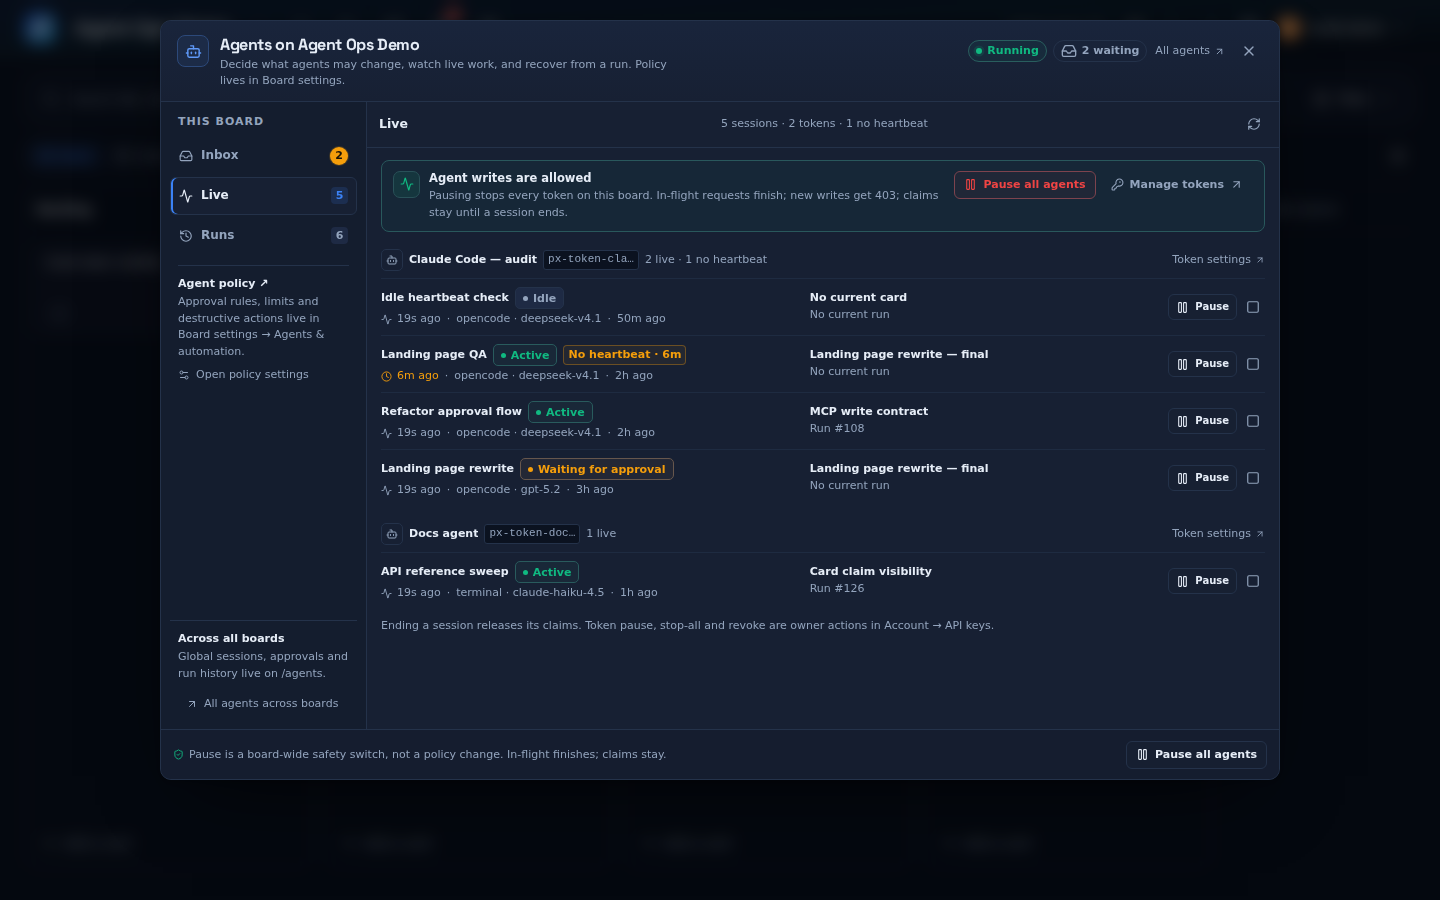 Agents on Agent Ops Demo
Decide what agents may change, watch live work, and recover from a run. Policy
lives in Board settings.
Running
2 waiting
All agents
THIS BOARD
Inbox
2
Live
5
Runs
6
Agent policy ↗
Approval rules, limits and
destructive actions live in
Board settings → Agents &
automation.
Open policy settings
Across all boards
Global sessions, approvals and
run history live on /agents.
All agents across boards
Live
5 sessions · 2 tokens · 1 no heartbeat
Agent writes are allowed
Pausing stops every token on this board. In-flight requests finish; new writes get 403; claims
stay until a session ends.
Pause all agents
Manage tokens
Claude Code — audit px-token-cla… 2 live · 1 no heartbeat
Token settings
Idle heartbeat check Idle
19s ago · opencode · deepseek-v4.1 · 50m ago
No current card
No current run
Pause
Landing page QA Active No heartbeat · 6m
6m ago · opencode · deepseek-v4.1 · 2h ago
Landing page rewrite — final
No current run
Pause
Refactor approval flow Active
19s ago · opencode · deepseek-v4.1 · 2h ago
MCP write contract
Run #108
Pause
Landing page rewrite Waiting for approval
19s ago · opencode · gpt-5.2 · 3h ago
Landing page rewrite — final
No current run
Pause
Docs agent px-token-doc… 1 live
Token settings
API reference sweep Active
19s ago · terminal · claude-haiku-4.5 · 1h ago
Card claim visibility
Run #126
Pause
Ending a session releases its claims. Token pause, stop-all and revoke are owner actions in Account → API keys.
Pause is a board-wide safety switch, not a policy change. In-flight finishes; claims stay.
Pause all agents